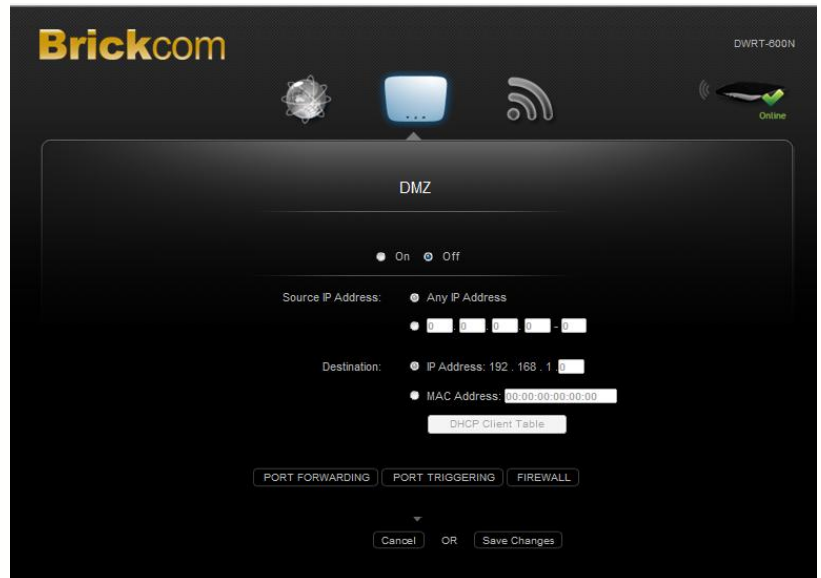 Brickcom
DWRT-600N
Online
DMZ
On Off
Source IP Address: Any IP Address
0 . 0 . 0 . 0 - 0
Destination: IP Address: 192 . 168 . 1 . 0
MAC Address: 00:00:00:00:00:00
DHCP Client Table
PORT FORWARDING PORT TRIGGERING FIREWALL
Cancel OR Save Changes